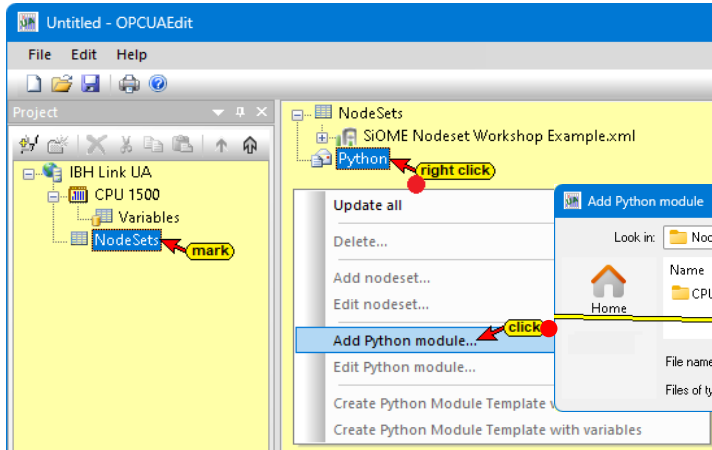 Untitled - OPCUAEdit
File Edit Help
Project
IBH Link UA
CPU 1500
Variables
NodeSets
mark
NodeSets
SiOME Nodeset Workshop Example.xml
Python
right click
Update all
Delete...
Add nodeset...
Edit nodeset...
Add Python module...
click
Edit Python module...
Create Python Module Template
Create Python Module Template with variables
Add Python module
Look in:
Name
Home
File name
Files of